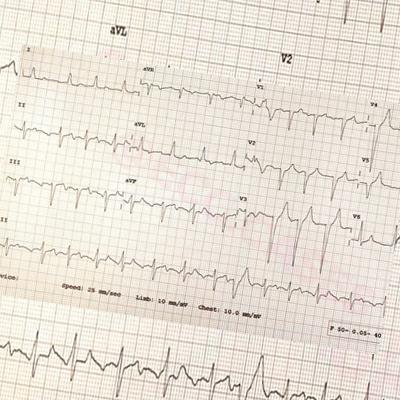 aVL
V2
I
aVR
V1
V4
II
aVL
V2
V5
III
aVF
V3
V6
II
vice:
Speed: 25 mm/sec
Limb: 10 mm/mV
Chest: 10.0 mm/mV
F 50~ 0.05- 40